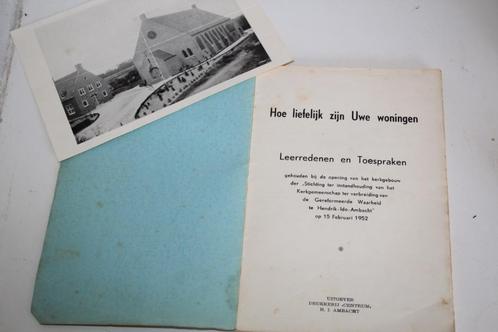 Hoe liefelijk zijn Uwe woningen
Leerredenen en Toespraken
gehouden bij de opening van het kerkgebouw
der „Stichting ter instandhouding van het
Kerkgemeenschap ter verbreiding van
de Gereformeerde Waarheid
te Hendrik-Ido-Ambacht"
op 15 Februari 1952
UITGEVER
DRUKKERIJ „CENTRUM„
H. I. AMBACHT